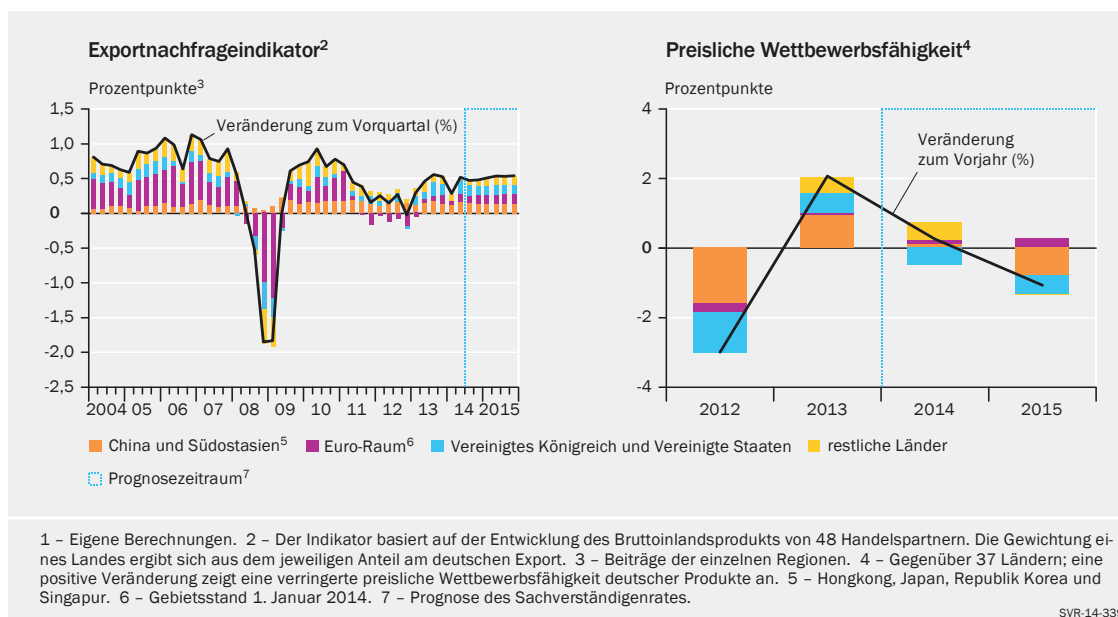 Exportnachfrageindikator2
Prozentpunkte3
1,5
1,0
0,5
0
-0,5
-1,0
-1,5
-2,0
-2,5
Veränderung zum Vorquartal (%)
2004 05 06 07 08 09 10 11 12 13 14 2015
Preisliche Wettbewerbsfähigkeit4
Prozentpunkte
4
2
0
-2
-4
Veränderung
zum Vorjahr (%)
2012 2013 2014 2015
China und Südostasien5 Euro-Raum6 Vereinigtes Königreich und Vereinigte Staaten restliche Länder
Prognosezeitraum7
1 – Eigene Berechnungen. 2 – Der Indikator basiert auf der Entwicklung des Bruttoinlandsprodukts von 48 Handelspartnern. Die Gewichtung ei-
nes Landes ergibt sich aus dem jeweiligen Anteil am deutschen Export. 3 – Beiträge der einzelnen Regionen. 4 – Gegenüber 37 Ländern; eine
positive Veränderung zeigt eine verringerte preisliche Wettbewerbsfähigkeit deutscher Produkte an. 5 – Hongkong, Japan, Republik Korea und
Singapur. 6 – Gebietsstand 1. Januar 2014. 7 – Prognose des Sachverständigenrates.
SVR-14-339